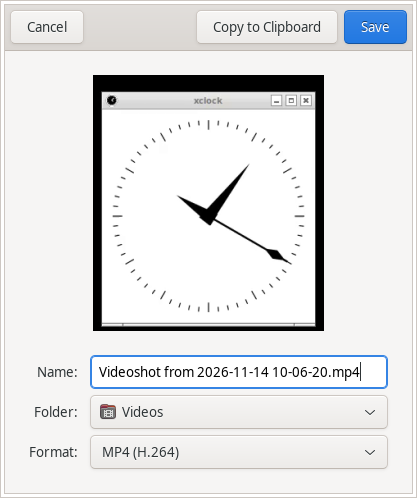 Cancel
Copy to Clipboard
Save
xclock
Name: Videoshot from 2026-11-14 10-06-20.mp4
Folder: Videos
Format: MP4 (H.264)